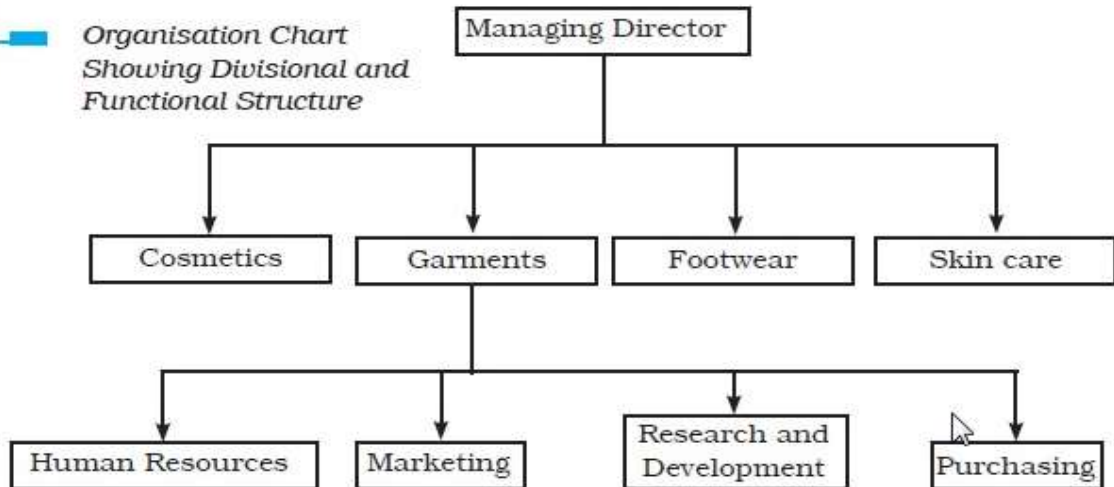 Organisation Chart
Showing Divisional and
Functional Structure
Managing Director
Cosmetics
Garments
Footwear
Skin care
Human Resources
Marketing
Research and
Development
Purchasing